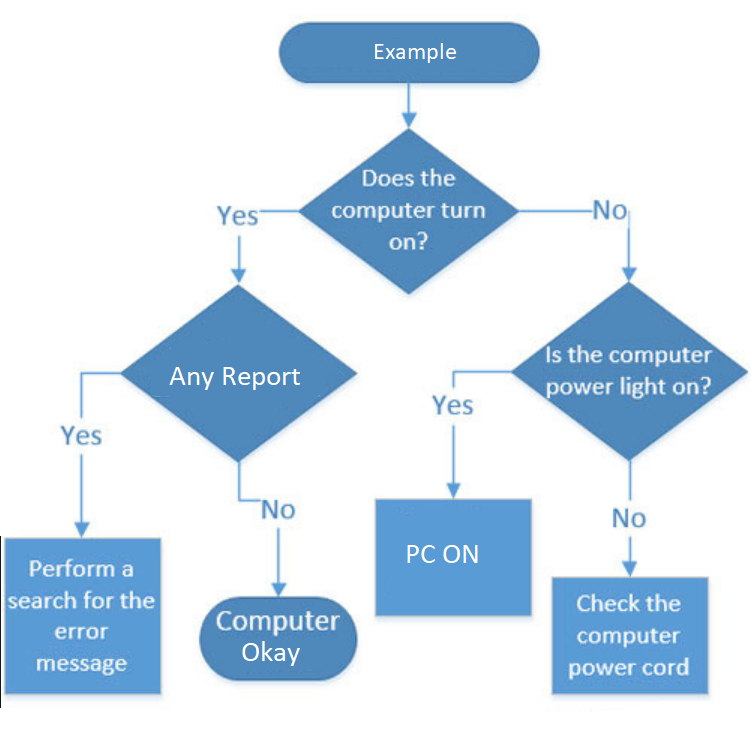 Example
Does the
computer turn
on?
Yes
No
Any Report
Is the computer
power light on?
Yes
Yes
No
No
PC ON
Perform a
search for the
error
message
Computer
Okay
Check the
computer
power cord